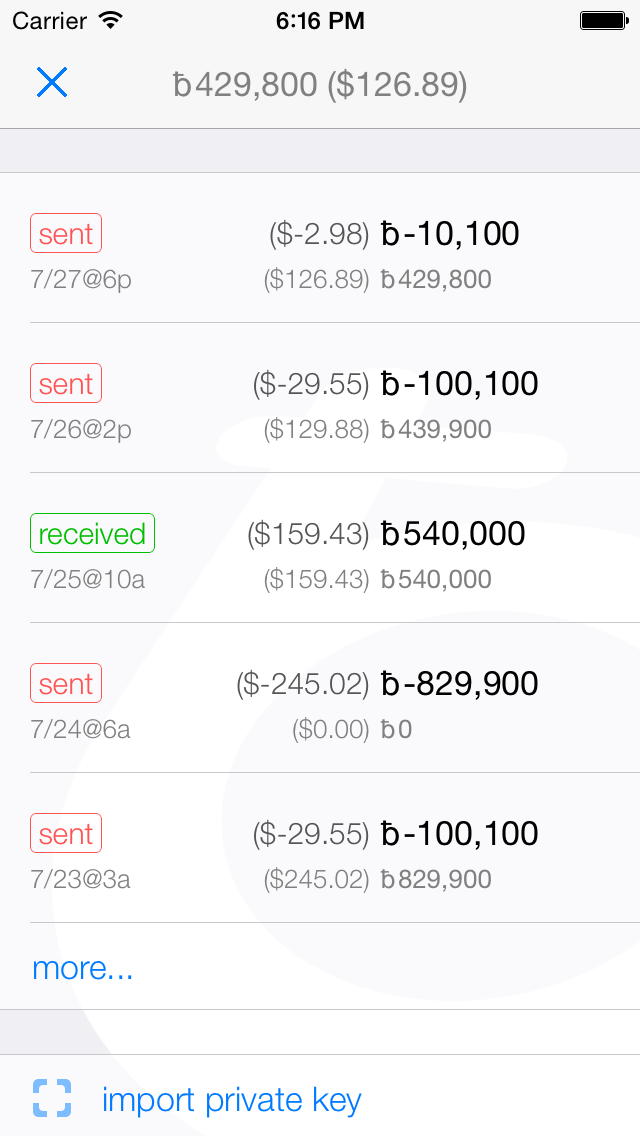 Carrier 6:16 PM
ƀ429,800 ($126.89)
sent ($-2.98) ƀ-10,100
7/27@6p ($126.89) ƀ429,800
sent ($-29.55) ƀ-100,100
7/26@2p ($129.88) ƀ439,900
received ($159.43) ƀ540,000
7/25@10a ($159.43) ƀ540,000
sent ($-245.02) ƀ-829,900
7/24@6a ($0.00) ƀ0
sent ($-29.55) ƀ-100,100
7/23@3a ($245.02) ƀ829,900
more...
import private key